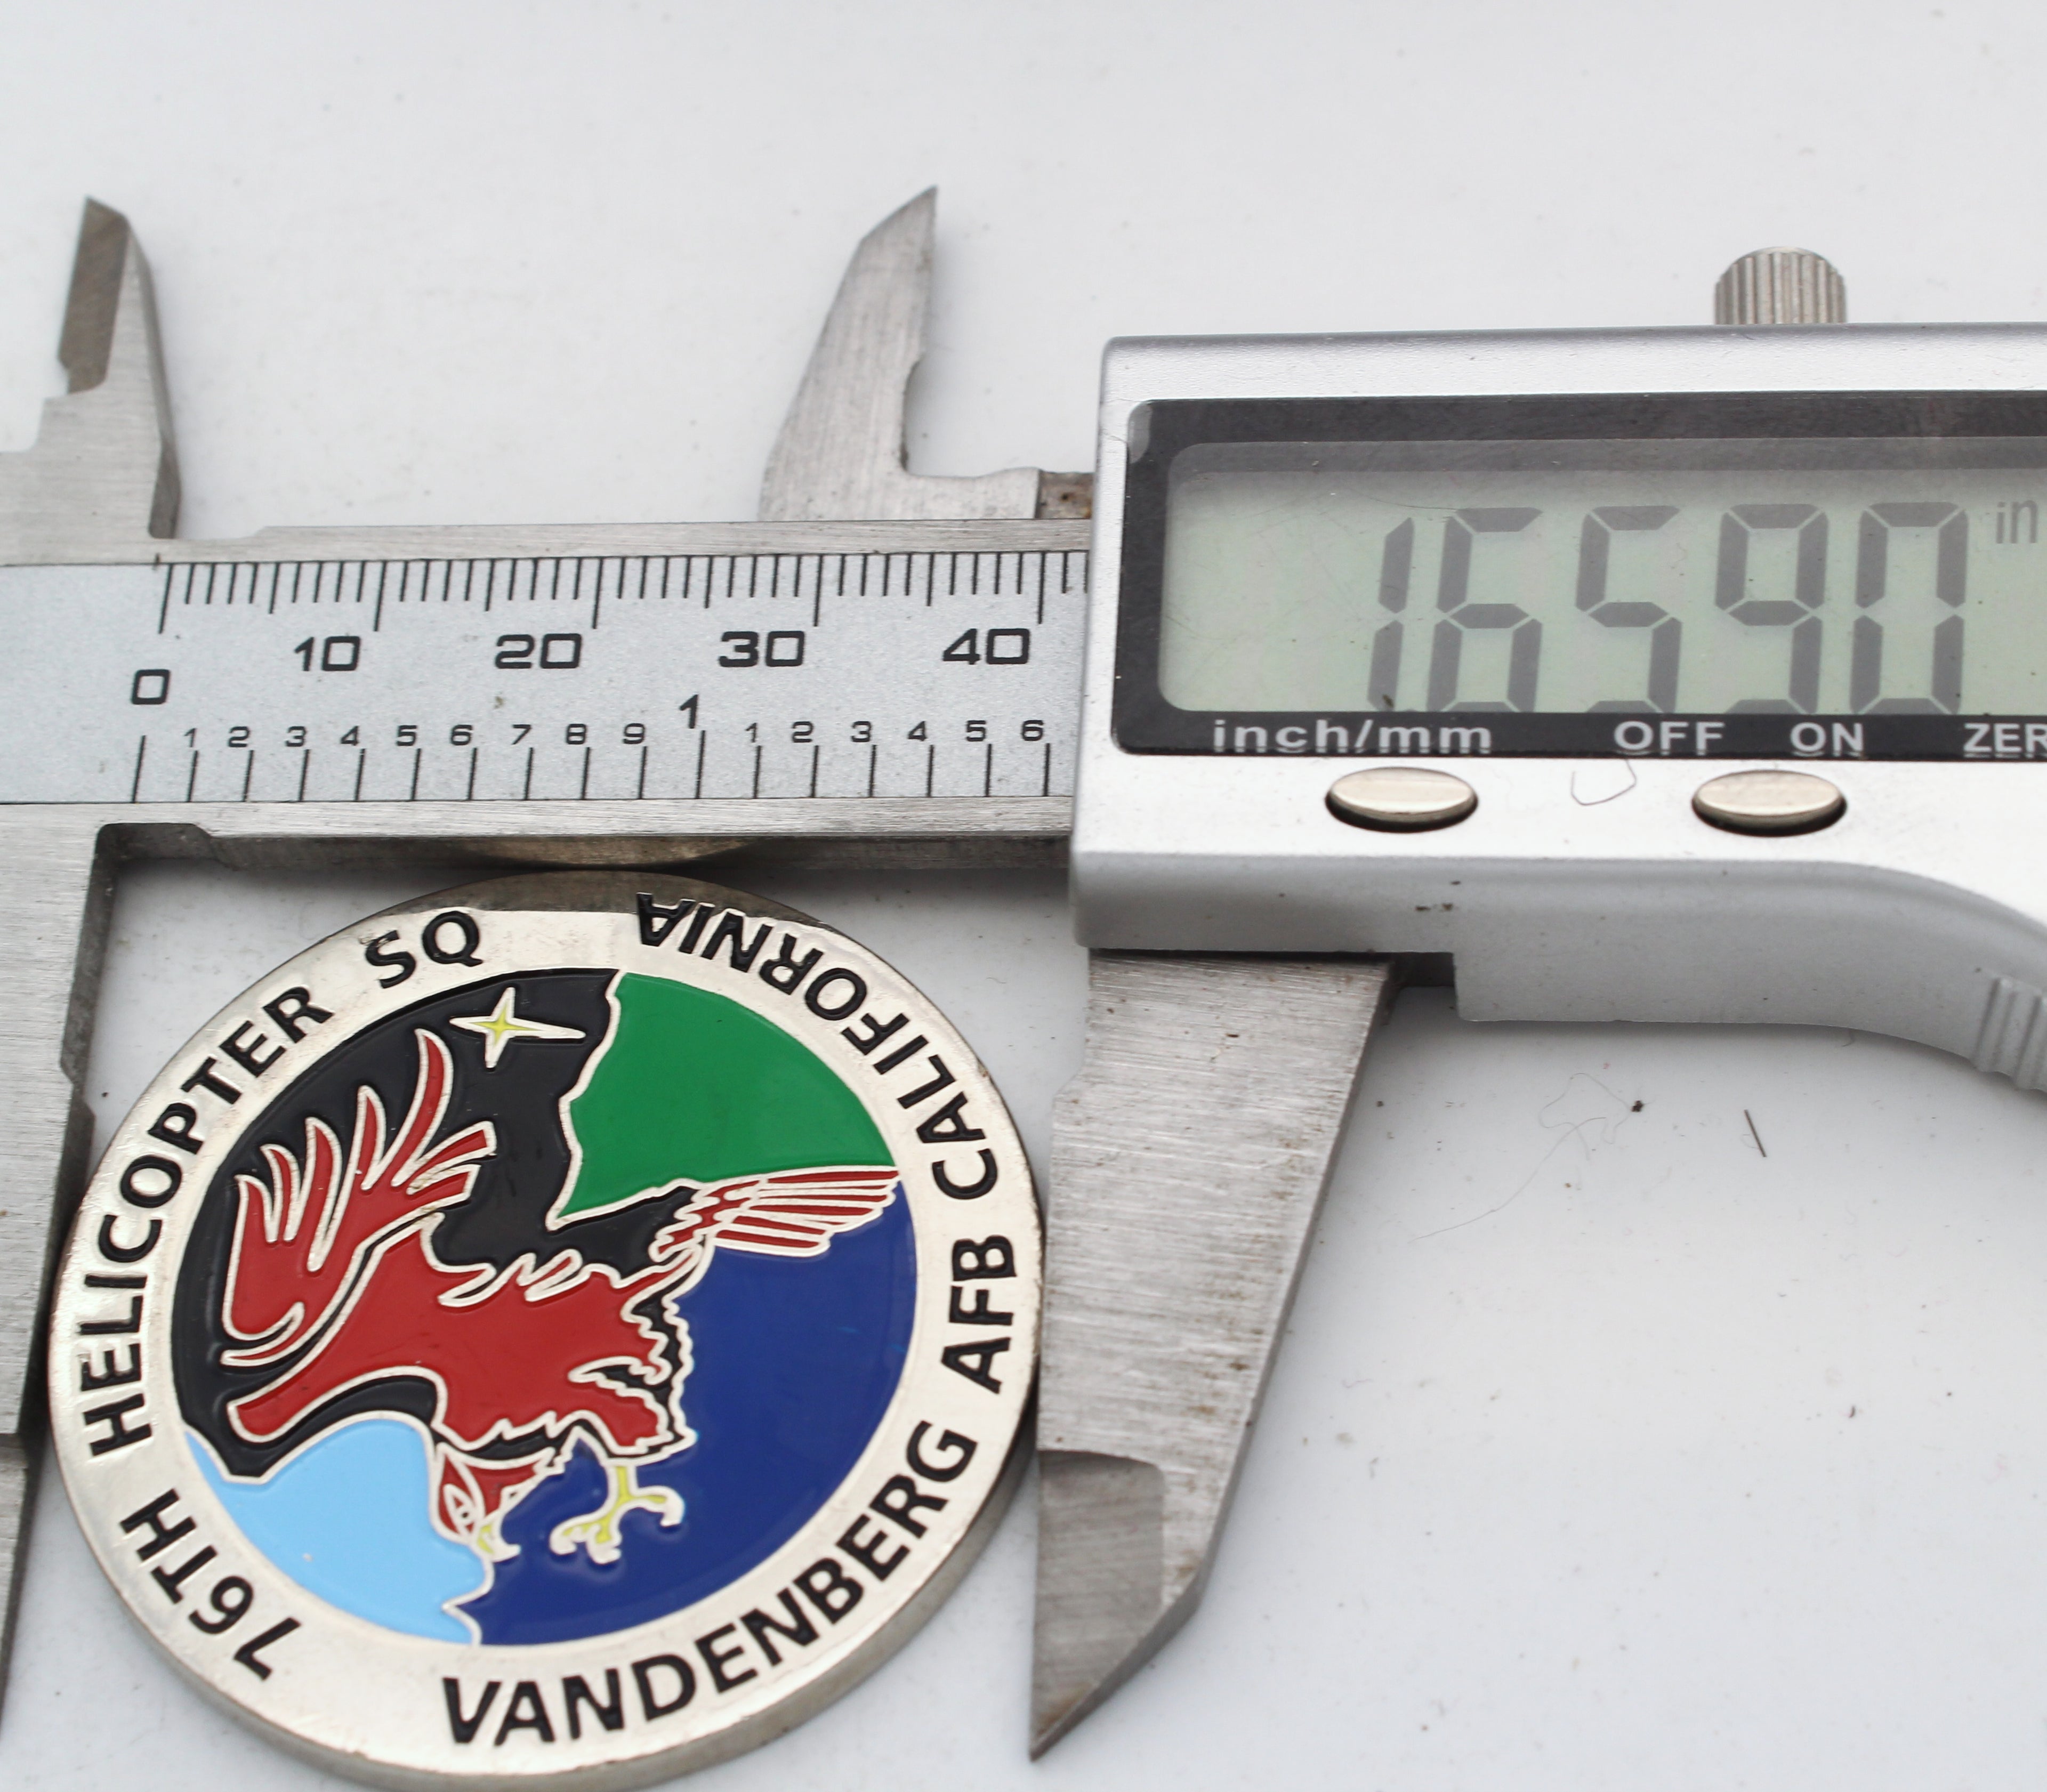 1.6590 in
inch/mm OFF ON ZER
10 20 30 40
0 1
1 2 3 4 5 6 7 8 9 1 2 3 4 5 6
76TH HELICOPTER SQ
VANDENBERG AFB CALIFORNIA